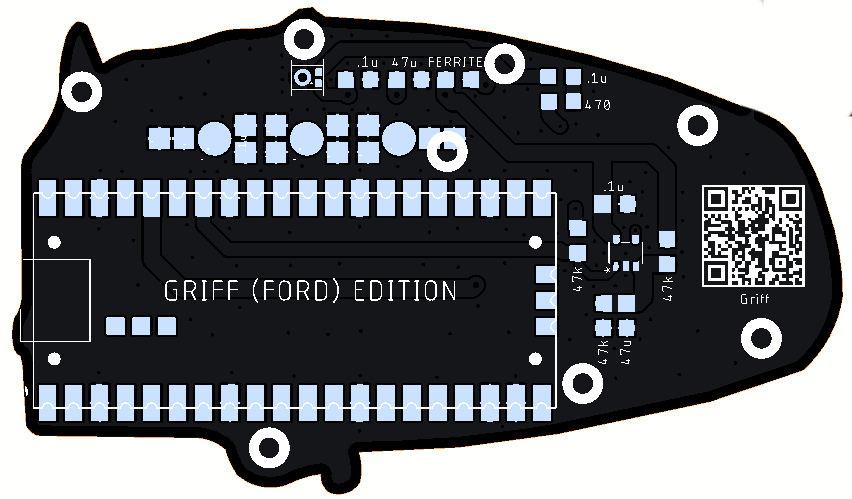 .1u 47u FERRITE
.1u
470
.1u
47k
47k
GRIFF (FORD) EDITION
Griff
47k
47u